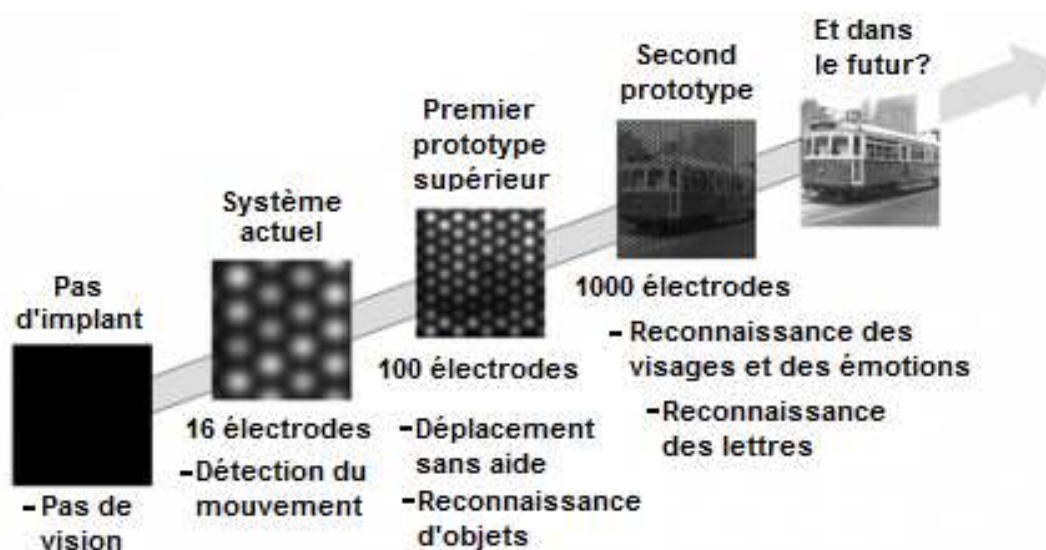 Pas
d'implant
-Pas de
vision
Système
actuel
16 électrodes
-Détection du
mouvement
Premier
prototype
supérieur
100 électrodes
-Déplacement
sans aide
-Reconnaissance
d'objets
Second
prototype
1000 électrodes
-Reconnaissance des
visages et des émotions
-Reconnaissance
des lettres
Et dans
le futur?